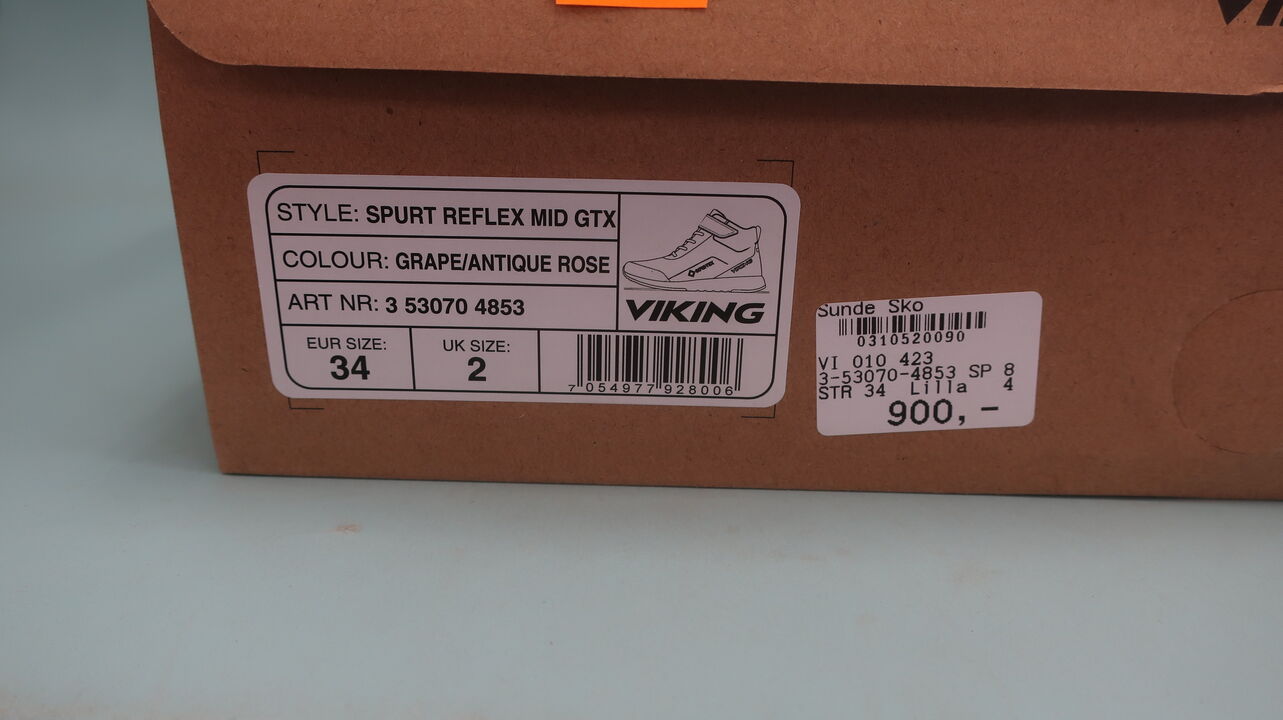 STYLE: SPURT REFLEX MID GTX
COLOUR: GRAPE/ANTIQUE ROSE
ART NR: 3 53070 4853
VIKING
EUR SIZE:
34
UK SIZE:
2
7 054977 928006
Sunde Sko
0310520090
VI 010 423
3-53070-4853 SP 8
STR 34 Lilla 4
900,-